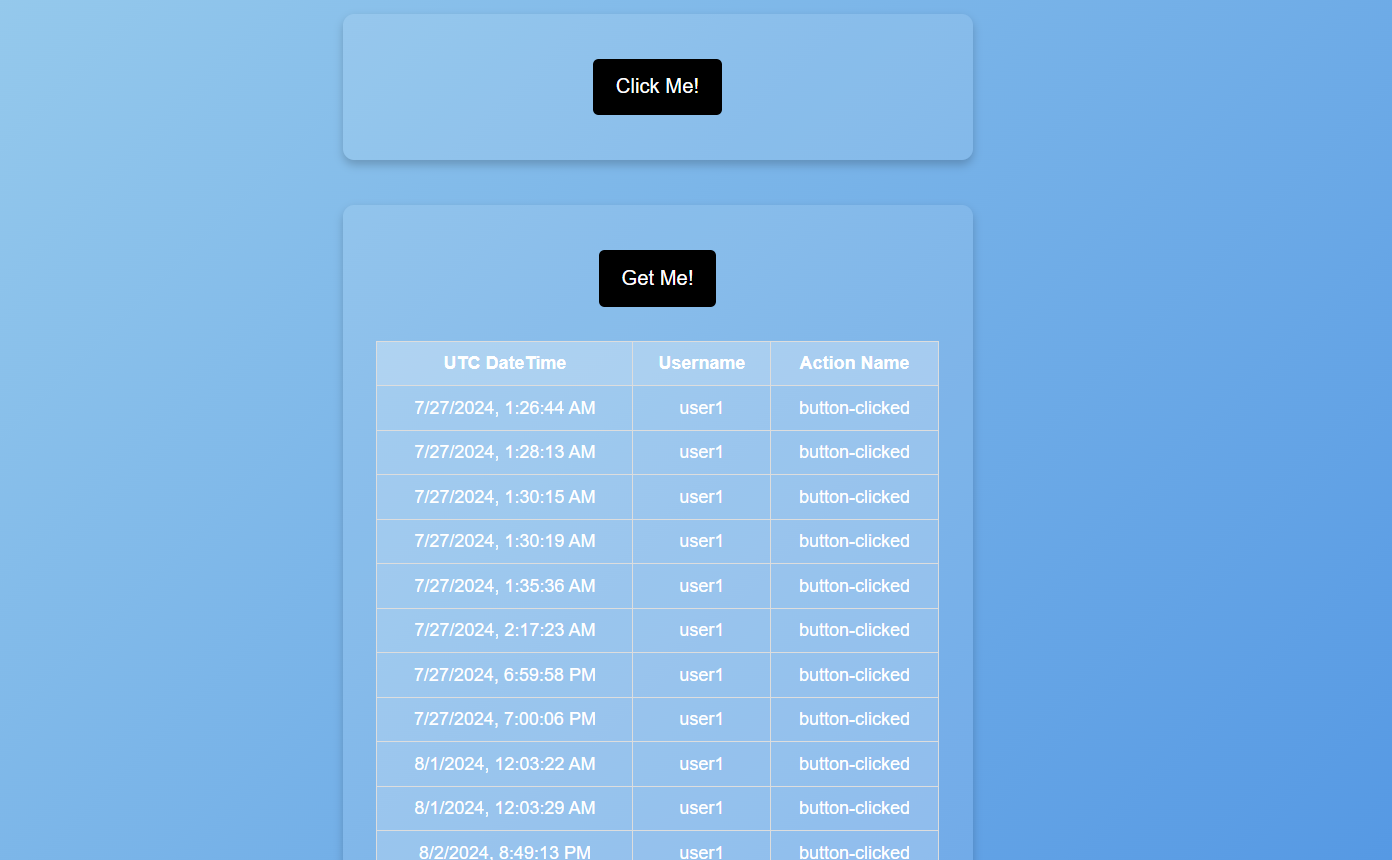 Click Me!
Get Me!
UTC DateTime Username Action Name
7/27/2024, 1:26:44 AM user1 button-clicked
7/27/2024, 1:28:13 AM user1 button-clicked
7/27/2024, 1:30:15 AM user1 button-clicked
7/27/2024, 1:30:19 AM user1 button-clicked
7/27/2024, 1:35:36 AM user1 button-clicked
7/27/2024, 2:17:23 AM user1 button-clicked
7/27/2024, 6:59:58 PM user1 button-clicked
7/27/2024, 7:00:06 PM user1 button-clicked
8/1/2024, 12:03:22 AM user1 button-clicked
8/1/2024, 12:03:29 AM user1 button-clicked
8/2/2024, 8:49:13 PM user1 button-clicked